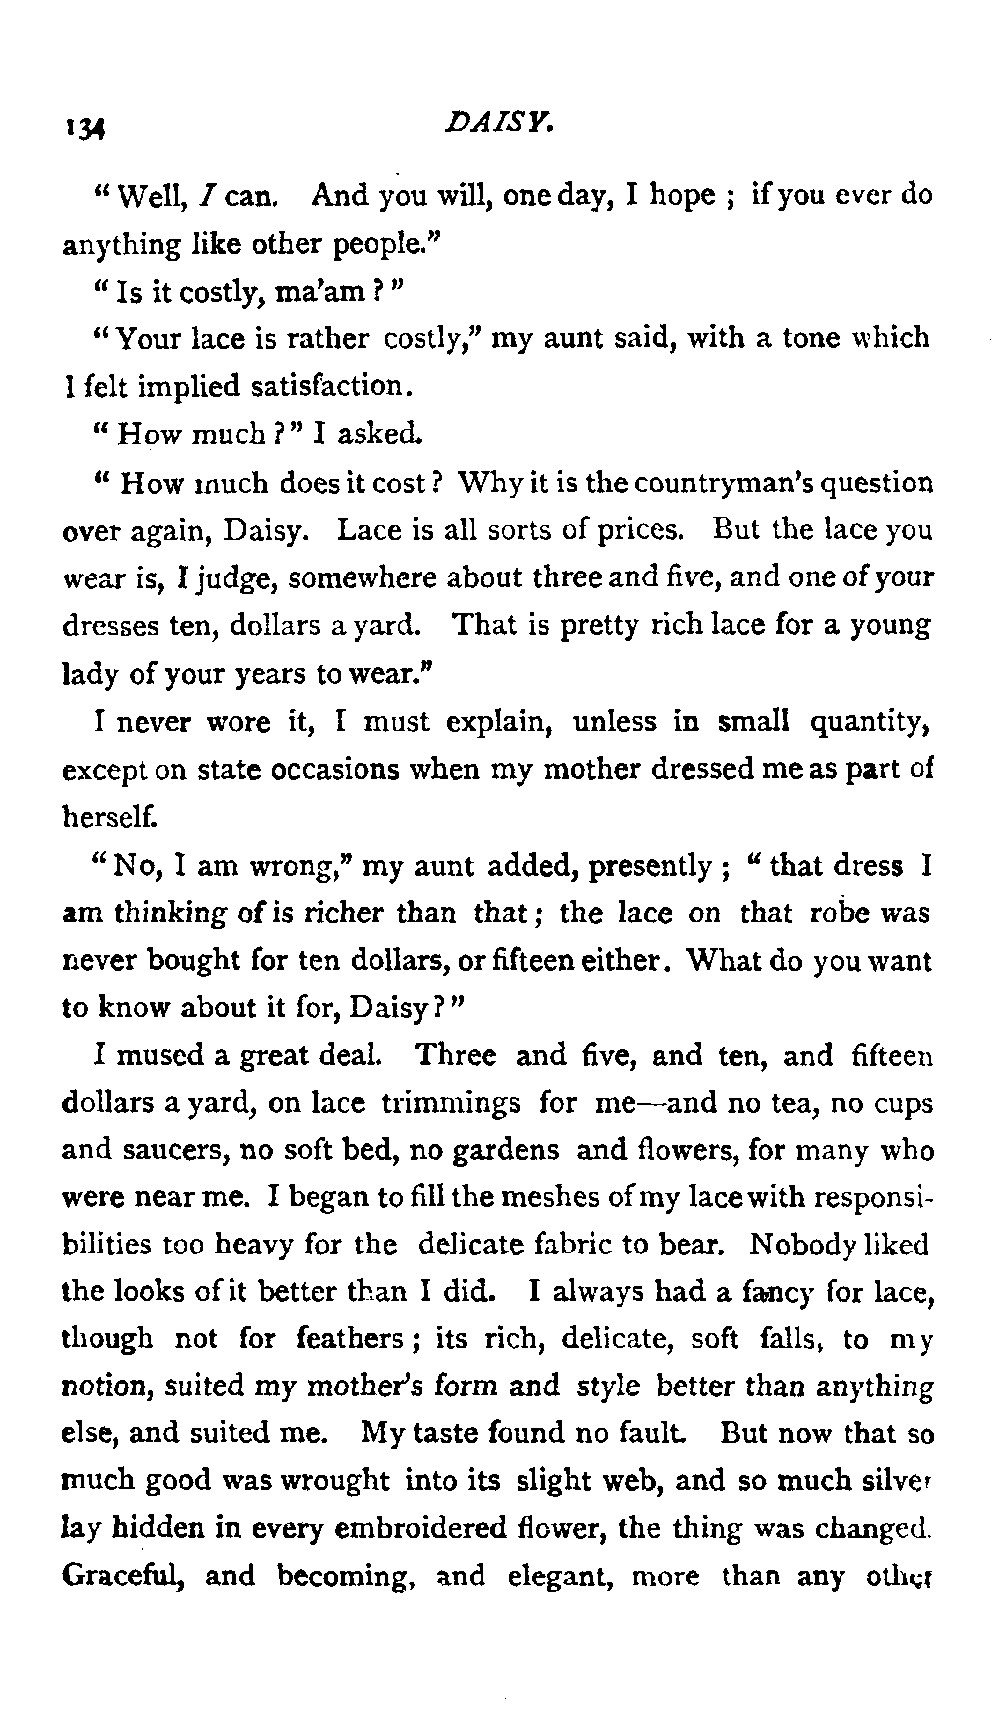 134 DAISY.
"Well, I can. And you will, one day, I hope ; if you ever do
anything like other people."
"Is it costly, ma'am ?"
"Your lace is rather costly," my aunt said, with a tone which
I felt implied satisfaction.
"How much ?" I asked.
"How much does it cost ? Why it is the countryman's question
over again, Daisy. Lace is all sorts of prices. But the lace you
wear is, I judge, somewhere about three and five, and one of your
dresses ten, dollars a yard. That is pretty rich lace for a young
lady of your years to wear."
I never wore it, I must explain, unless in small quantity,
except on state occasions when my mother dressed me as part of
herself.
"No, I am wrong," my aunt added, presently ; "that dress I
am thinking of is richer than that ; the lace on that robe was
never bought for ten dollars, or fifteen either. What do you want
to know about it for, Daisy ?"
I mused a great deal. Three and five, and ten, and fifteen
dollars a yard, on lace trimmings for me—and no tea, no cups
and saucers, no soft bed, no gardens and flowers, for many who
were near me. I began to fill the meshes of my lace with responsi-
bilities too heavy for the delicate fabric to bear. Nobody liked
the looks of it better than I did. I always had a fancy for lace,
though not for feathers ; its rich, delicate, soft falls, to my
notion, suited my mother's form and style better than anything
else, and suited me. My taste found no fault. But now that so
much good was wrought into its slight web, and so much silver
lay hidden in every embroidered flower, the thing was changed.
Graceful, and becoming, and elegant, more than any other